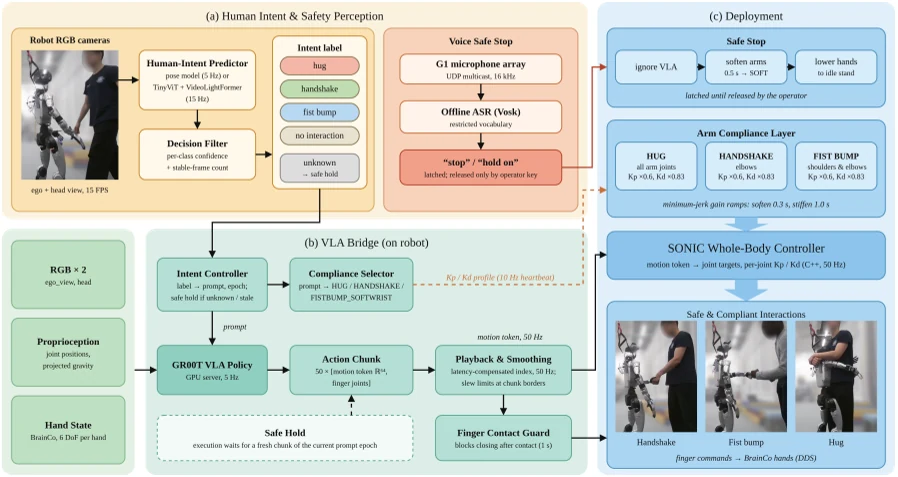 (a) Human Intent & Safety Perception
Robot RGB cameras
ego + head view, 15 FPS
Human-Intent Predictor
pose model (5 Hz) or
TinyViT + VideoLightFormer
(15 Hz)
Decision Filter
per-class confidence
+ stable-frame count
Intent label
hug
handshake
fist bump
no interaction
unknown
→ safe hold
Voice Safe Stop
G1 microphone array
UDP multicast, 16 kHz
Offline ASR (Vosk)
restricted vocabulary
“stop” / “hold on”
latched; released only by operator key
(b) VLA Bridge (on robot)
RGB × 2
ego_view, head
Proprioception
joint positions,
projected gravity
Hand State
BrainCo, 6 DoF per hand
Intent Controller
label → prompt, epoch;
safe hold if unknown / stale
Compliance Selector
prompt → HUG / HANDSHAKE /
FISTBUMP_SOFTWRIST
Kp / Kd profile (10 Hz heartbeat)
prompt
GR00T VLA Policy
GPU server, 5 Hz
Action Chunk
50 × [motion token ℝ⁶⁴,
finger joints]
motion token, 50 Hz
Playback & Smoothing
latency-compensated index, 50 Hz;
slew limits at chunk borders
Safe Hold
execution waits for a fresh chunk of the current prompt epoch
Finger Contact Guard
blocks closing after contact (1 s)
(c) Deployment
Safe Stop
ignore VLA
soften arms
0.5 s → SOFT
lower hands
to idle stand
latched until released by the operator
Arm Compliance Layer
HUG
all arm joints
Kp ×0.6, Kd ×0.83
HANDSHAKE
elbows
Kp ×0.6, Kd ×0.83
FIST BUMP
shoulders & elbows
Kp ×0.6, Kd ×0.83
minimum-jerk gain ramps: soften 0.3 s, stiffen 1.0 s
SONIC Whole-Body Controller
motion token → joint targets, per-joint Kp / Kd (C++, 50 Hz)
Safe & Compliant Interactions
Handshake
Fist bump
Hug
finger commands → BrainCo hands (DDS)